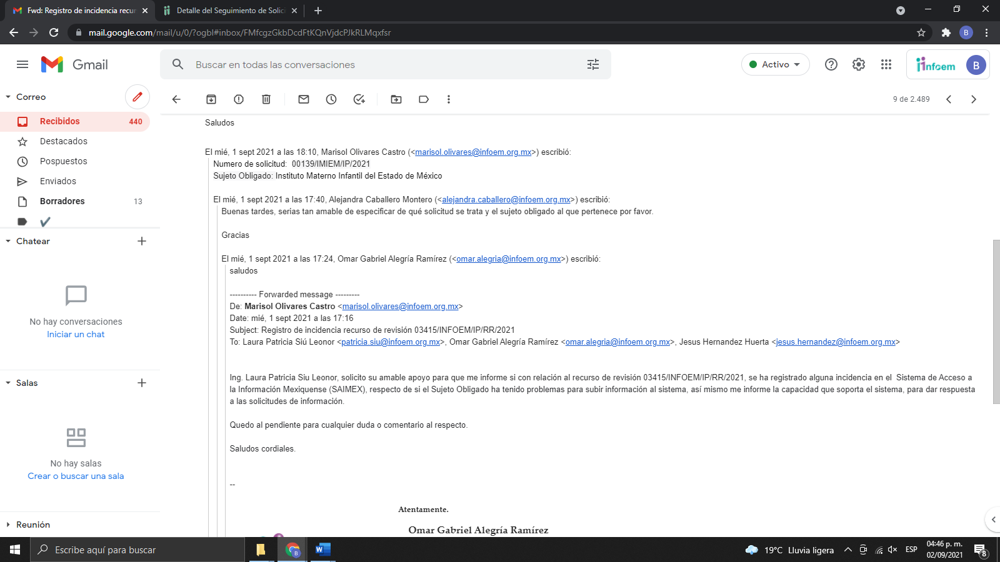 Fwd: Registro de incidencia recur
Detalle del Seguimiento de Solic
mail.google.com/mail/u/0/?ogbl#inbox/FMfcgzGkbDcdFtKQnVjdcPJkRLMqxfsr
B
Gmail
Buscar en todas las conversaciones
Activo
infoem
B
Correo
9 de 2.489
Recibidos 440
Destacados
Pospuestos
Enviados
Borradores 13
Chatear
No hay conversaciones
Iniciar un chat
Salas
No hay salas
Crear o buscar una sala
Reunión
Saludos
El mié, 1 sept 2021 a las 18:10, Marisol Olivares Castro (<marisol.olivares@infoem.org.mx>) escribió:
Numero de solicitud: 00139/IMIEM/IP/2021
Sujeto Obligado: Instituto Materno Infantil del Estado de México
El mié, 1 sept 2021 a las 17:40, Alejandra Caballero Montero (<alejandra.caballero@infoem.org.mx>) escribió:
Buenas tardes, serias tan amable de especificar de qué solicitud se trata y el sujeto obligado al que pertenece por favor.
Gracias
El mié, 1 sept 2021 a las 17:24, Omar Gabriel Alegría Ramírez (<omar.alegria@infoem.org.mx>) escribió:
saludos
---------- Forwarded message ---------
De: Marisol Olivares Castro <marisol.olivares@infoem.org.mx>
Date: mié, 1 sept 2021 a las 17:16
Subject: Registro de incidencia recurso de revisión 03415/INFOEM/IP/RR/2021
To: Laura Patricia Siú Leonor <patricia.siu@infoem.org.mx>, Omar Gabriel Alegría Ramírez <omar.alegria@infoem.org.mx>, Jesus Hernandez Huerta <jesus.hernandez@infoem.org.mx>
Ing. Laura Patricia Siu Leonor, solicito su amable apoyo para que me informe si con relación al recurso de revisión 03415/INFOEM/IP/RR/2021, se ha registrado alguna incidencia en el Sistema de Acceso a
la Información Mexiquense (SAIMEX), respecto de si el Sujeto Obligado ha tenido problemas para subir información al sistema, así mismo me informe la capacidad que soporta el sistema, para dar respuesta
a las solicitudes de información.
Quedo al pendiente para cualquier duda o comentario al respecto.
Saludos cordiales.
--
Atentamente.
Omar Gabriel Alegría Ramírez
Escribe aquí para buscar
B
19°C Lluvia ligera
ESP
04:46 p. m.
02/09/2021
8